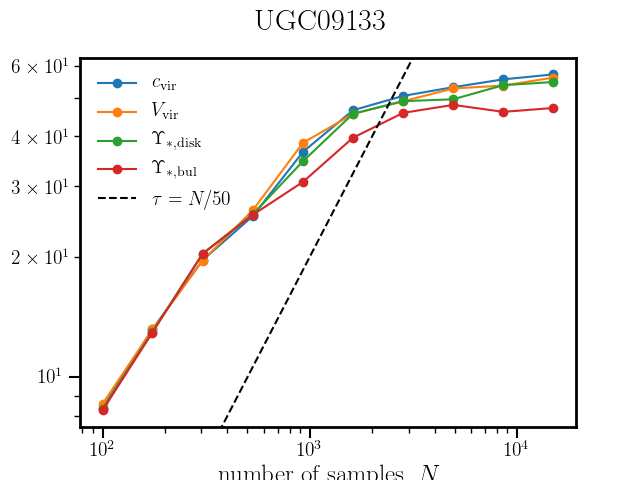 UGC09133
6 × 10¹
4 × 10¹
3 × 10¹
2 × 10¹
10¹
c_vir
V_vir
ϒ_*,disk
ϒ_*,bul
τ = N/50
10² 10³ 10⁴
number of samples N